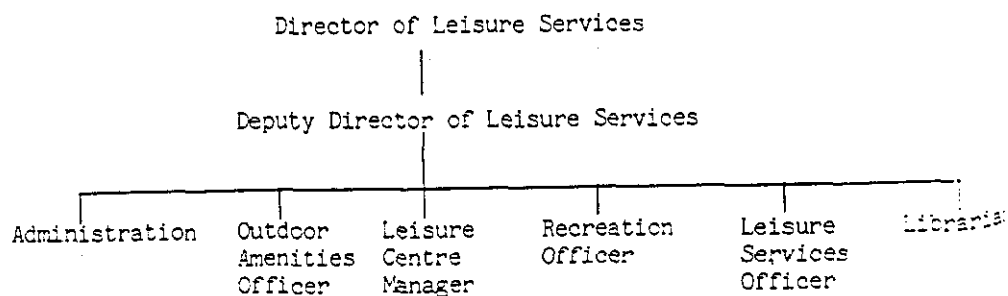 Director of Leisure Services
Deputy Director of Leisure Services
Administration
Outdoor
Amenities
Officer
Leisure
Centre
Manager
Recreation
Officer
Leisure
Services
Officer